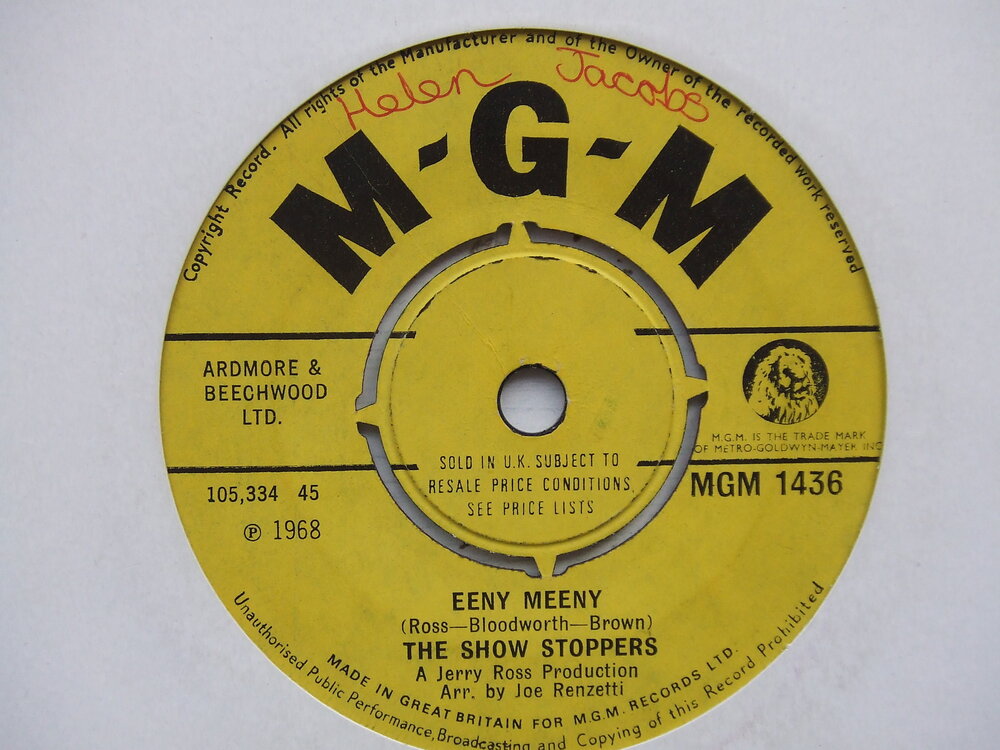 Copyright Record. All rights of the Manufacturer and of the Owner of the recorded work reserved
Helen Jacobs
M-G-M
ARDMORE &
BEECHWOOD
LTD.
M.G.M. IS THE TRADE MARK
OF METRO-GOLDWYN-MAYER INC
SOLD IN U.K. SUBJECT TO
RESALE PRICE CONDITIONS,
SEE PRICE LISTS
105,334 45
℗ 1968
MGM 1436
EENY MEENY
(Ross—Bloodworth—Brown)
THE SHOW STOPPERS
A Jerry Ross Production
Arr. by Joe Renzetti
MADE IN GREAT BRITAIN FOR M.G.M. RECORDS LTD.
Unauthorised Public Performance, Broadcasting and Copying of this Record Prohibited